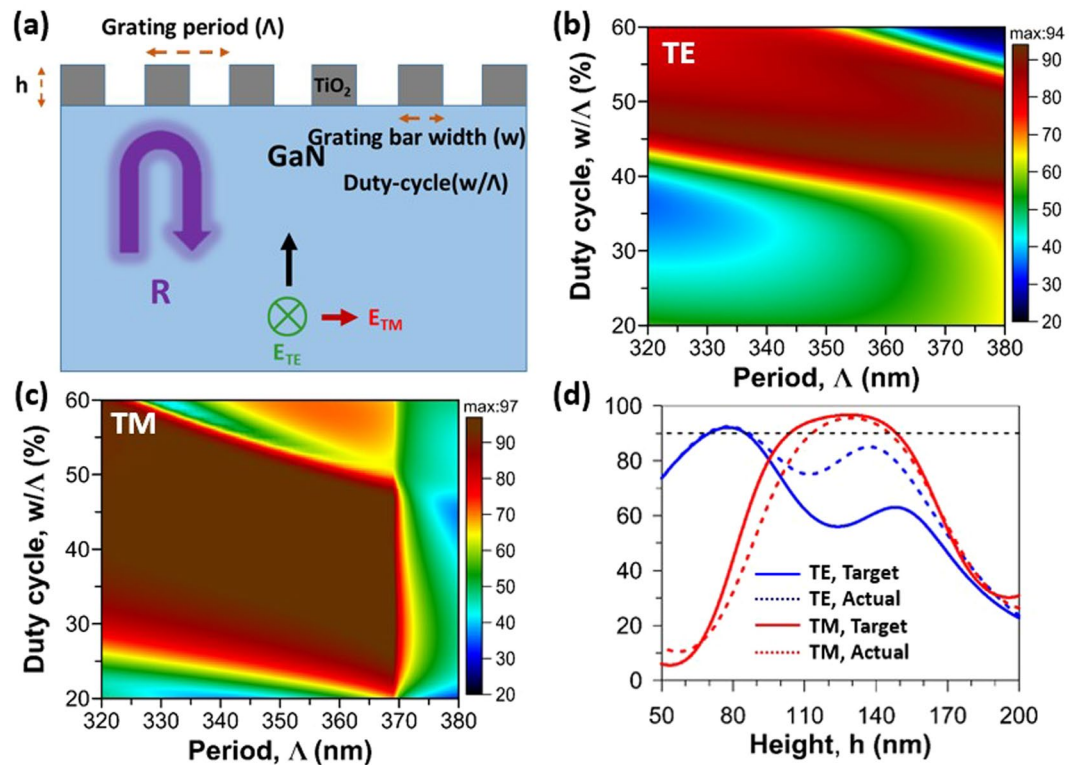 (a)
Grating period (Λ)
h
TiO2
Grating bar width (w)
GaN
Duty-cycle(w/Λ)
R
ETM
ETE
(b)
TE
max:94
Duty cycle, w/Λ (%)
60
50
40
30
20
320 330 340 350 360 370 380
Period, Λ (nm)
90
80
70
60
50
40
30
20
(c)
TM
max:97
Duty cycle, w/Λ (%)
60
50
40
30
20
320 330 340 350 360 370 380
Period, Λ (nm)
90
80
70
60
50
40
30
20
(d)
100
80
60
40
20
0
TE, Target
TE, Actual
TM, Target
TM, Actual
50 80 110 140 170 200
Height, h (nm)